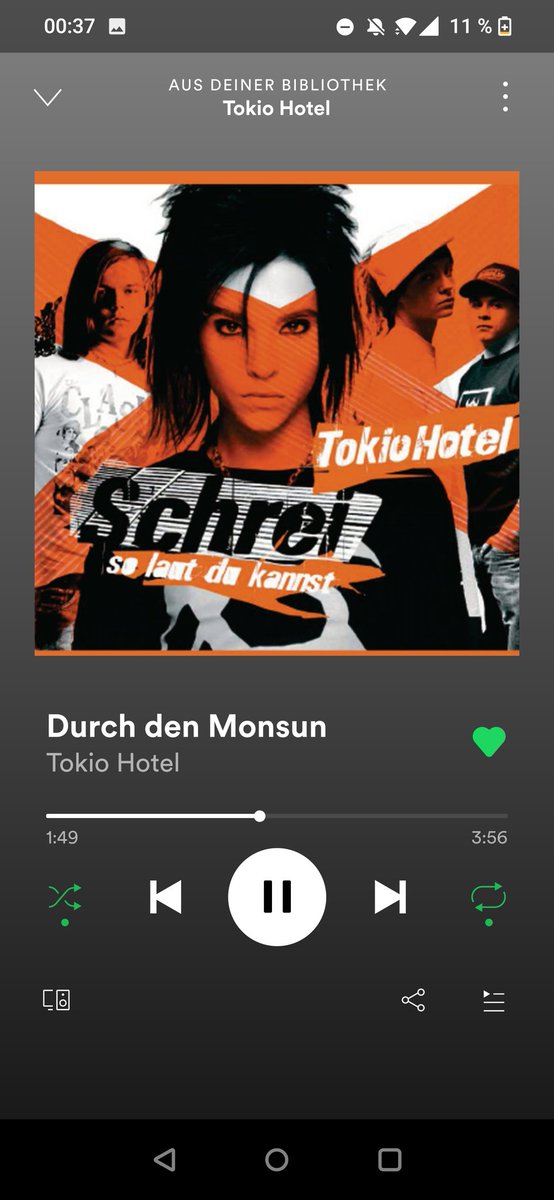 00:37
11 %
AUS DEINER BIBLIOTHEK
Tokio Hotel
CLAS
Tokio Hotel
Schrei
so laut du kannst
Durch den Monsun
Tokio Hotel
1:49
3:56